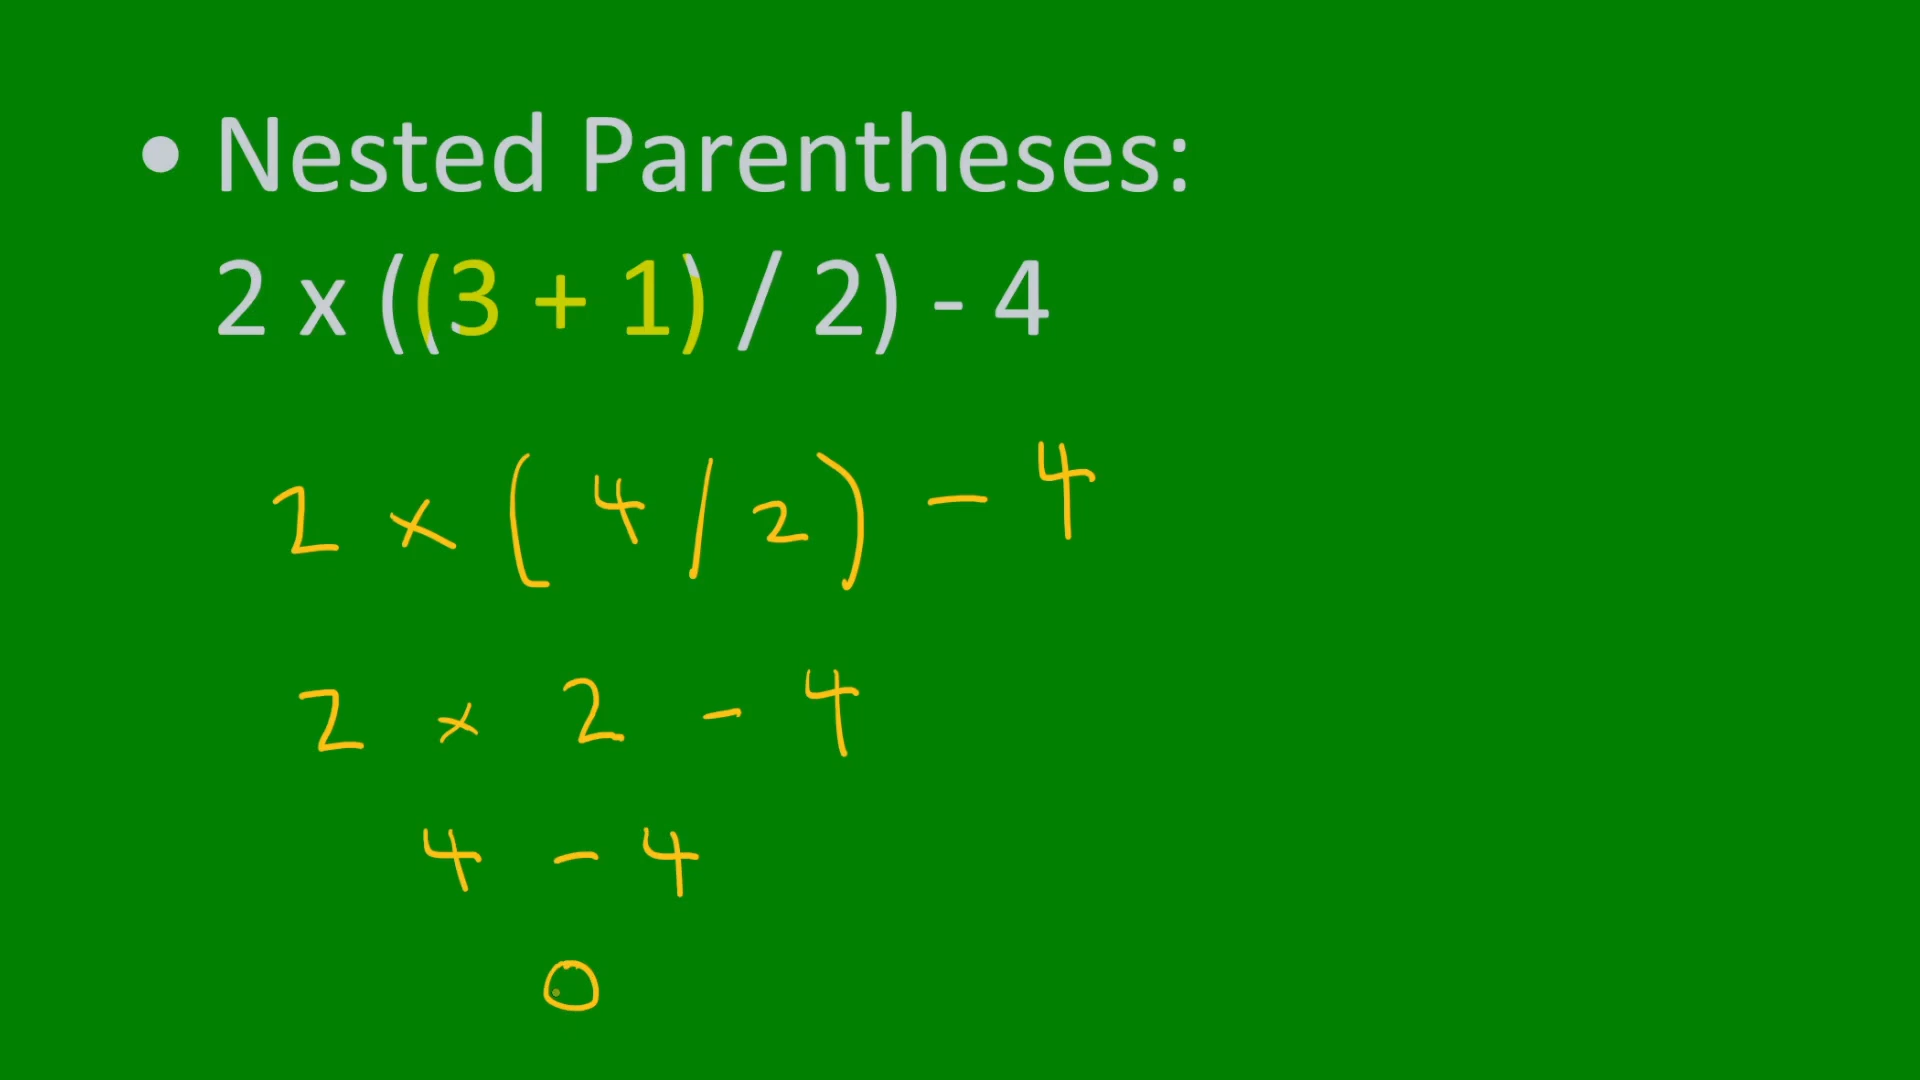 • Nested Parentheses:
2 x ((3 + 1) / 2) - 4
2 × (4/2) - 4
2 × 2 - 4
4 - 4
0